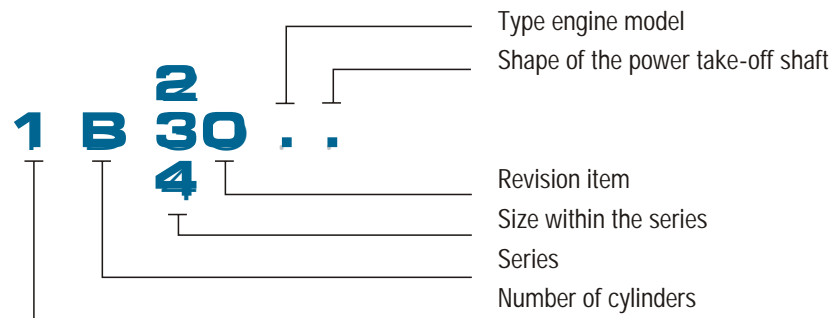 Type engine model
Shape of the power take-off shaft
2
1 B 30 . .
4
Revision item
Size within the series
Series
Number of cylinders